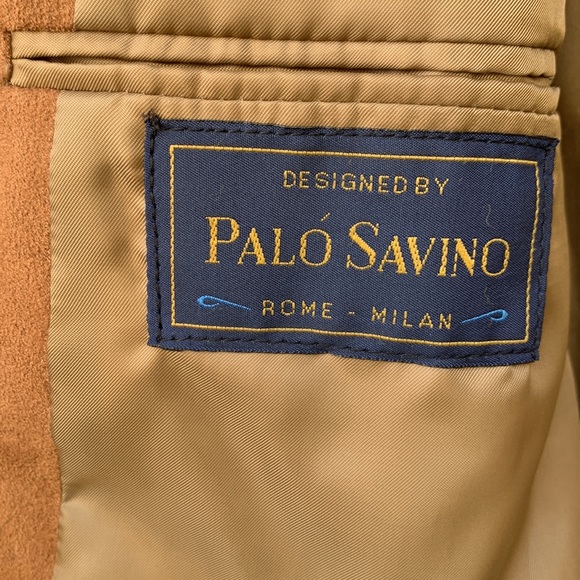 DESIGNED BY
PALÓ SAVINO
ROME - MILAN